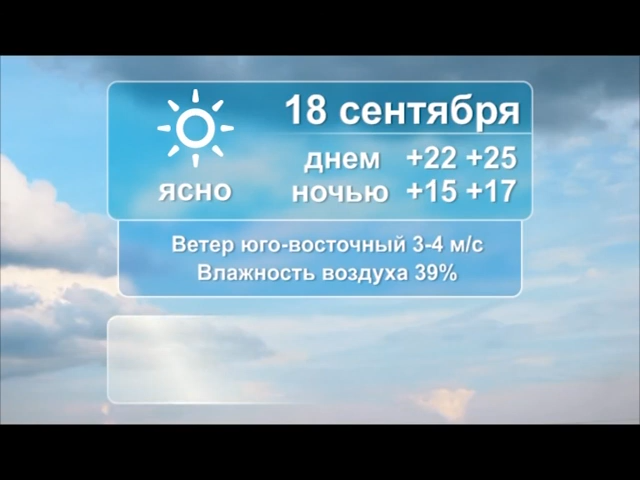 18 сентября
днем +22 +25
ясно
ночью +15 +17
Ветер юго-восточный 3-4 м/с
Влажность воздуха 39%